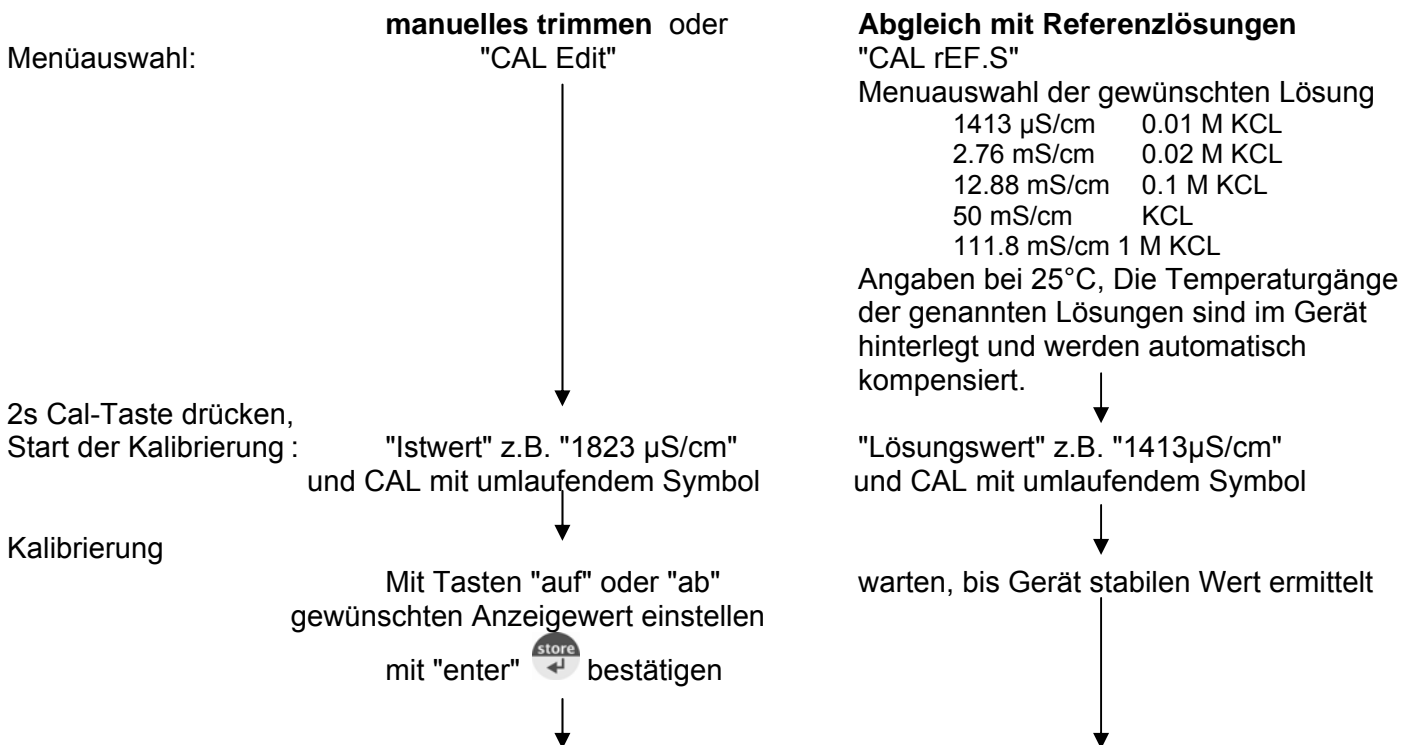 manuelles trimmen oder Abgleich mit Referenzlösungen
Menüauswahl: "CAL Edit" "CAL rEF.S"
Menuauswahl der gewünschten Lösung
1413 µS/cm 0.01 M KCL
2.76 mS/cm 0.02 M KCL
12.88 mS/cm 0.1 M KCL
50 mS/cm KCL
111.8 mS/cm 1 M KCL
Angaben bei 25°C, Die Temperaturgänge
der genannten Lösungen sind im Gerät
hinterlegt und werden automatisch
kompensiert.
2s Cal-Taste drücken,
Start der Kalibrierung : "Istwert" z.B. "1823 µS/cm" "Lösungswert" z.B. "1413µS/cm"
und CAL mit umlaufendem Symbol und CAL mit umlaufendem Symbol
Kalibrierung
Mit Tasten "auf" oder "ab" warten, bis Gerät stabilen Wert ermittelt
gewünschten Anzeigewert einstellen
store
mit "enter" bestätigen